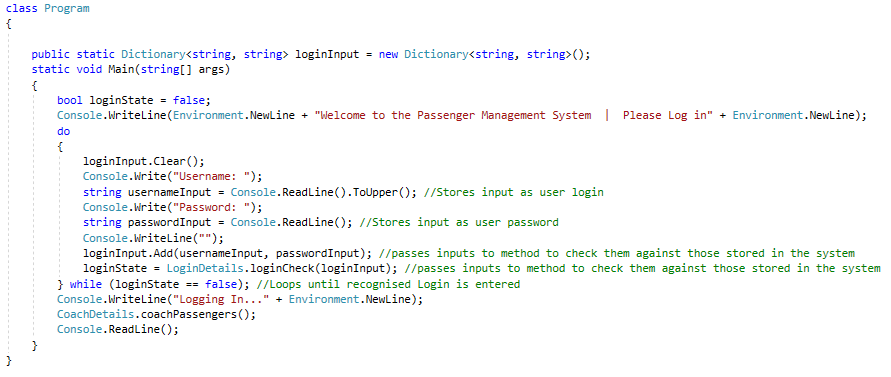 class Program
{
public static Dictionary<string, string> loginInput = new Dictionary<string, string>();
static void Main(string[] args)
{
bool loginState = false;
Console.WriteLine(Environment.NewLine + "Welcome to the Passenger Management System  |  Please Log in" + Environment.NewLine);
do
{
loginInput.Clear();
Console.Write("Username: ");
string usernameInput = Console.ReadLine().ToUpper(); //Stores input as user login
Console.Write("Password: ");
string passwordInput = Console.ReadLine(); //Stores input as user password
Console.WriteLine("");
loginInput.Add(usernameInput, passwordInput); //passes inputs to method to check them against those stored in the system
loginState = LoginDetails.loginCheck(loginInput); //passes inputs to method to check them against those stored in the system
} while (loginState == false); //Loops until recognised Login is entered
Console.WriteLine("Logging In..." + Environment.NewLine);
CoachDetails.coachPassengers();
Console.ReadLine();
}
}